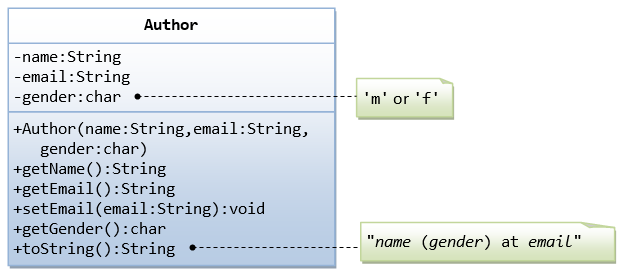 Author
-name:String
-email:String
-gender:char
'm' or 'f'
+Author(name:String,email:String,
gender:char)
+getName():String
+getEmail():String
+setEmail(email:String):void
+getGender():char
+toString():String
"name (gender) at email"